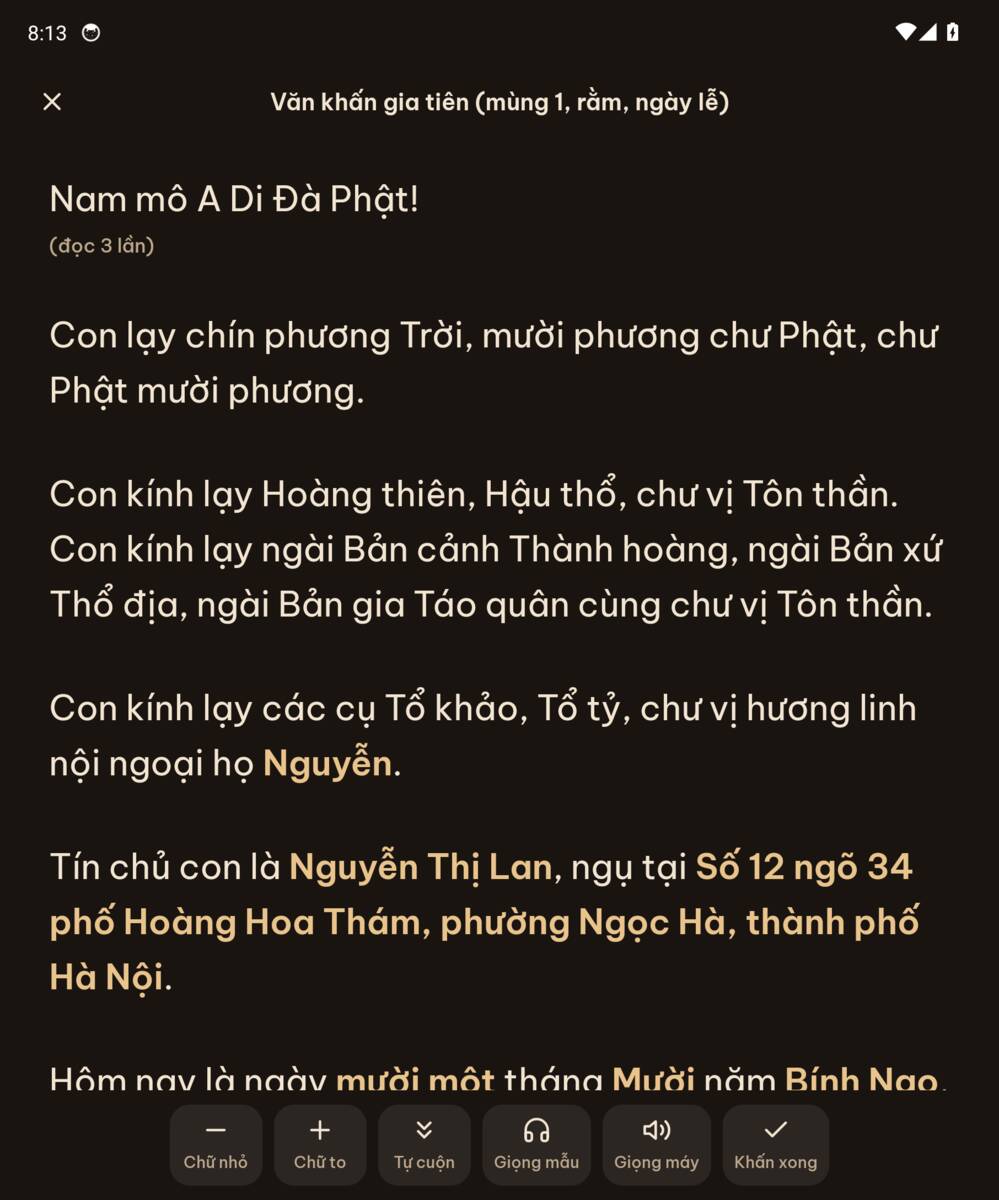 8:13
Văn khấn gia tiên (mùng 1, rằm, ngày lễ)
Nam mô A Di Đà Phật!
(đọc 3 lần)
Con lạy chín phương Trời, mười phương chư Phật, chư
Phật mười phương.
Con kính lạy Hoàng thiên, Hậu thổ, chư vị Tôn thần.
Con kính lạy ngài Bản cảnh Thành hoàng, ngài Bản xứ
Thổ địa, ngài Bản gia Táo quân cùng chư vị Tôn thần.
Con kính lạy các cụ Tổ khảo, Tổ tỷ, chư vị hương linh
nội ngoại họ Nguyễn.
Tín chủ con là Nguyễn Thị Lan, ngụ tại Số 12 ngõ 34
phố Hoàng Hoa Thám, phường Ngọc Hà, thành phố
Hà Nội.
Hôm nay là ngày mười một tháng Mười năm Bính Ngọ.
Chữ nhỏ
Chữ to
Tự cuộn
Giọng mẫu
Giọng máy
Khấn xong